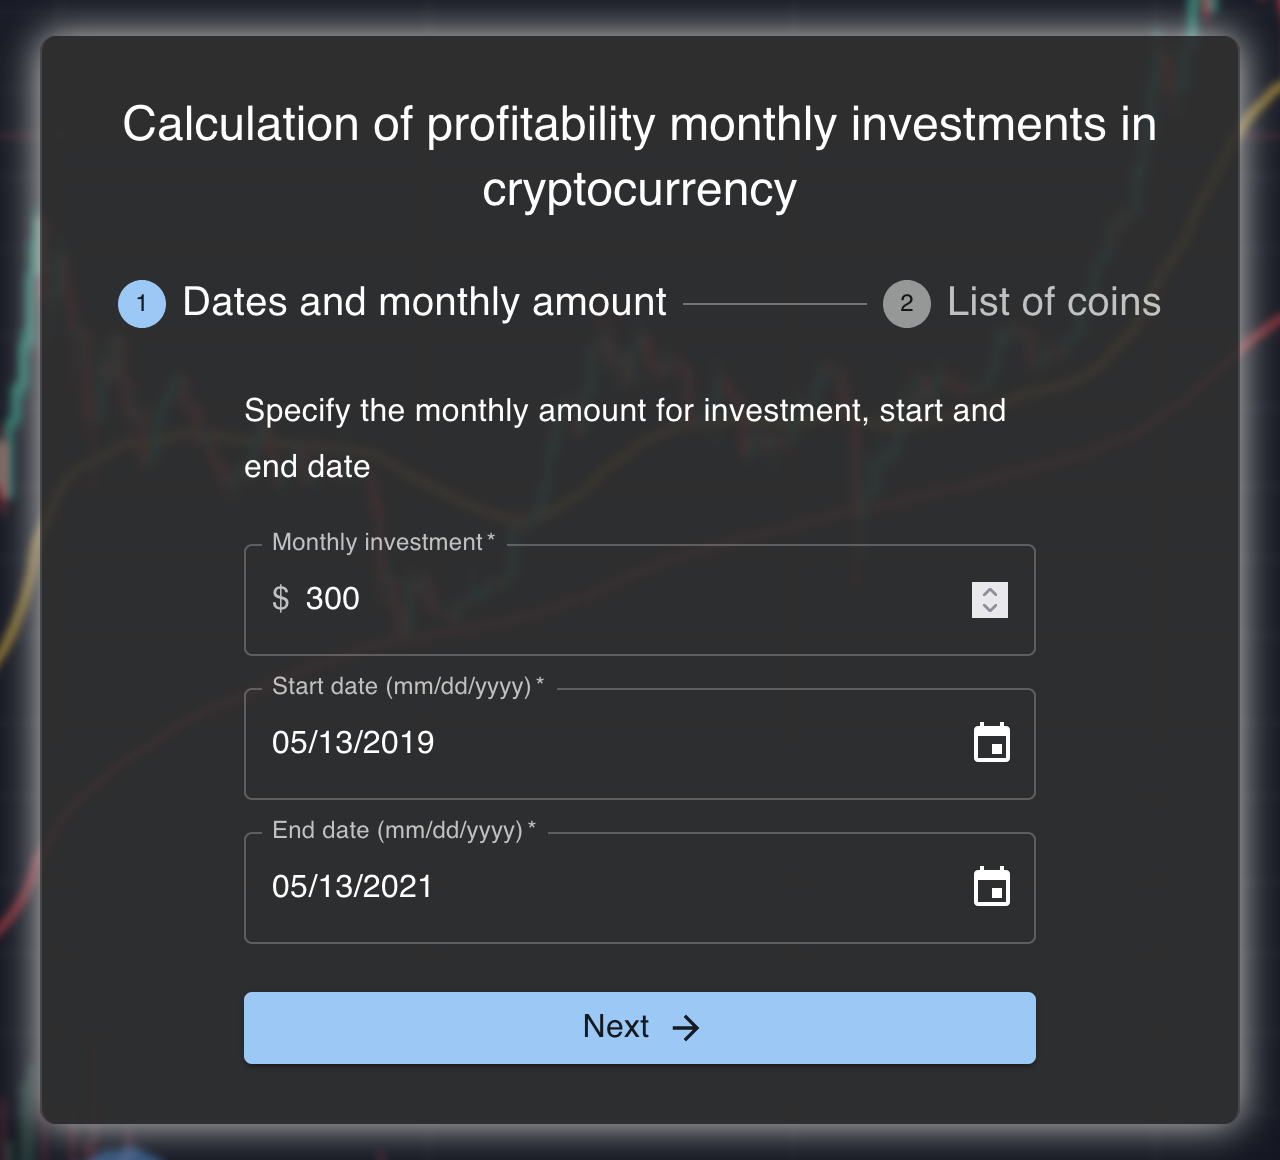 Calculation of profitability monthly investments in
cryptocurrency
1 Dates and monthly amount
2 List of coins
Specify the monthly amount for investment, start and
end date
Monthly investment *
$ 300
Start date (mm/dd/yyyy) *
05/13/2019
End date (mm/dd/yyyy) *
05/13/2021
Next →